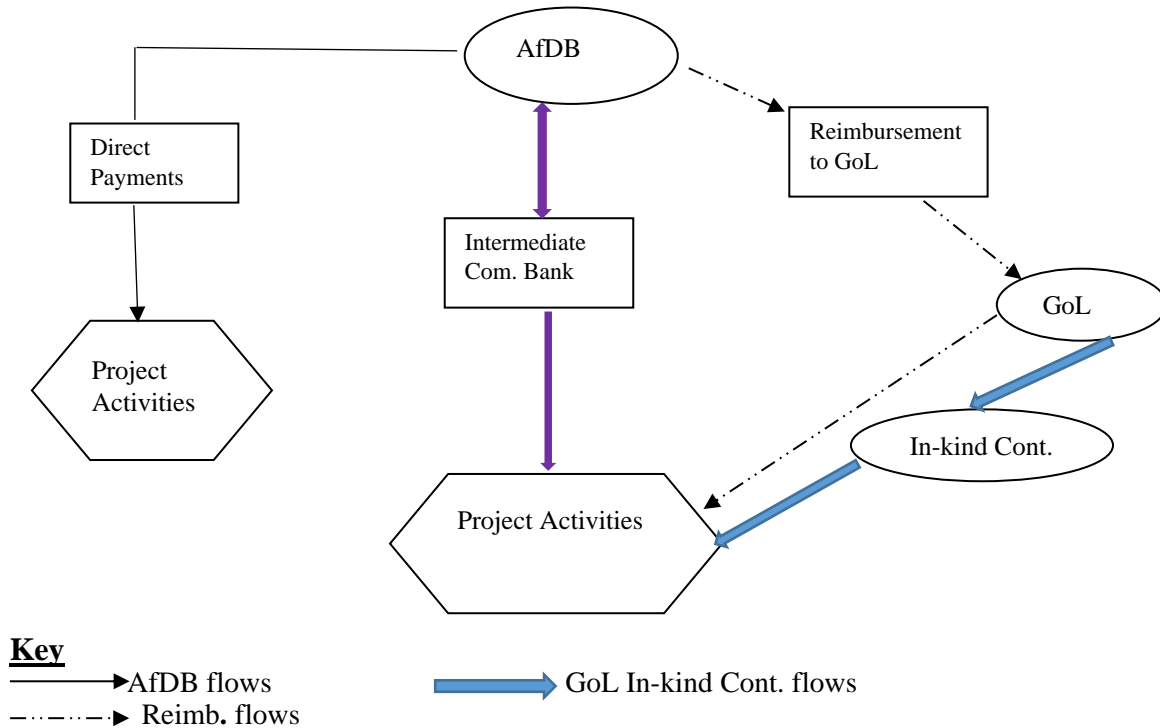 AfDB
Direct
Payments
Reimbursement
to GoL
Intermediate
Com. Bank
GoL
Project
Activities
In-kind Cont.
Project Activities
Key
AfDB flows
GoL In-kind Cont. flows
Reimb. flows